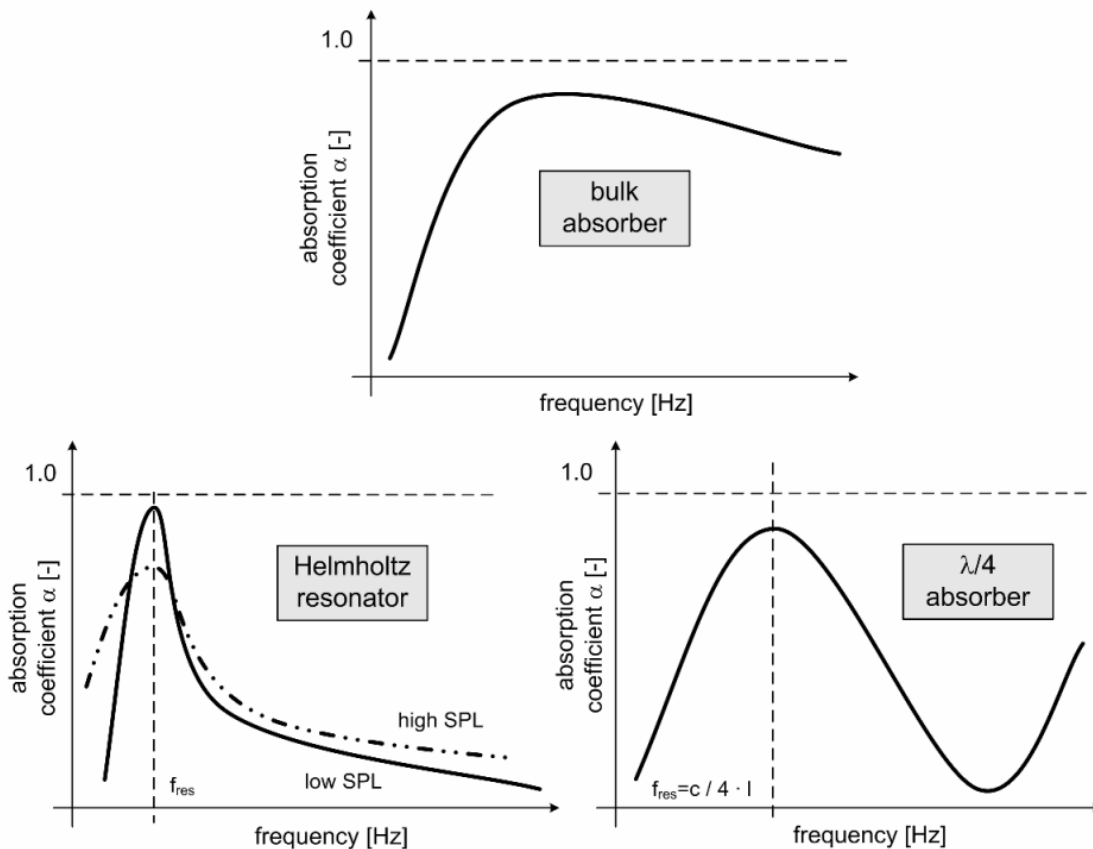 1.0
absorption
coefficient α [-]
bulk
absorber
frequency [Hz]
1.0
absorption
coefficient α [-]
Helmholtz
resonator
high SPL
low SPL
fres
frequency [Hz]
1.0
absorption
coefficient α [-]
λ/4
absorber
fres=c / 4 · l
frequency [Hz]